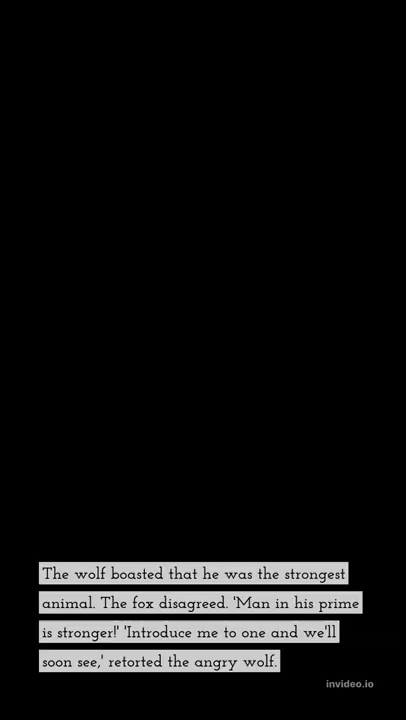 The wolf boasted that he was the strongest
animal. The fox disagreed. 'Man in his prime
is stronger!' 'Introduce me to one and we'll
soon see,' retorted the angry wolf.
invideo.io